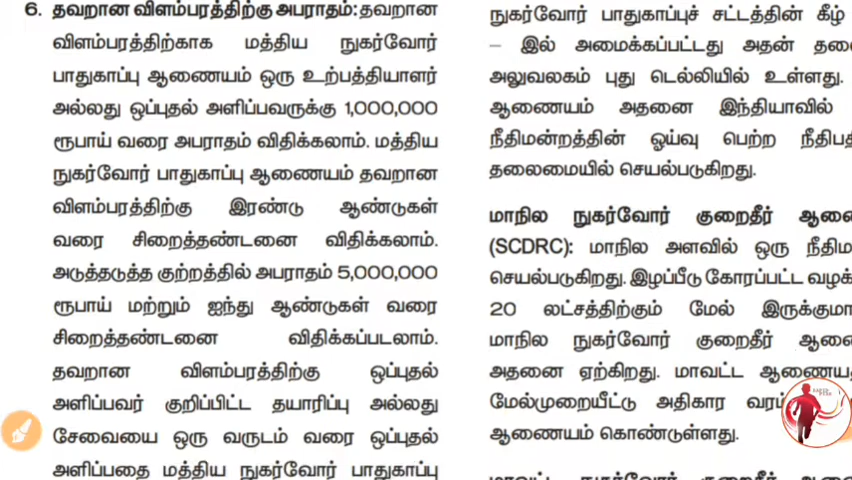 6. தவறான விளம்பரத்திற்கு அபராதம்: தவறான
விளம்பரத்திற்காக மத்திய நுகர்வோர்
பாதுகாப்பு ஆணையம் ஒரு உற்பத்தியாளர்
அல்லது ஒப்புதல் அளிப்பவருக்கு 1,000,000
ரூபாய் வரை அபராதம் விதிக்கலாம். மத்திய
நுகர்வோர் பாதுகாப்பு ஆணையம் தவறான
விளம்பரத்திற்கு இரண்டு ஆண்டுகள்
வரை சிறைத்தண்டனை விதிக்கலாம்.
அடுத்தடுத்த குற்றத்தில் அபராதம் 5,000,000
ரூபாய் மற்றும் ஐந்து ஆண்டுகள் வரை
சிறைத்தண்டனை விதிக்கப்படலாம்.
தவறான விளம்பரத்திற்கு ஒப்புதல்
அளிப்பவர் குறிப்பிட்ட தயாரிப்பு அல்லது
சேவையை ஒரு வருடம் வரை ஒப்புதல்
அளிப்பதை மத்திய நுகர்வோர் பாதுகாப்பு
நுகர்வோர் பாதுகாப்புச் சட்டத்தின் கீழ்
– இல் அமைக்கப்பட்டது அதன் தலை
அலுவலகம் புது டெல்லியில் உள்ளது.
ஆணையம் அதனை இந்தியாவில்
நீதிமன்றத்தின் ஓய்வு பெற்ற நீதிபதி
தலைமையில் செயல்படுகிறது.
மாநில நுகர்வோர் குறைதீர் ஆணை
(SCDRC): மாநில அளவில் ஒரு நீதிம
செயல்படுகிறது. இழப்பீடு கோரப்பட்ட வழக்
20 லட்சத்திற்கும் மேல் இருக்குமா
மாநில நுகர்வோர் குறைதீர் ஆணை
அதனை ஏற்கிறது. மாவட்ட ஆணைய
மேல்முறையீட்டு அதிகார வரம்
ஆணையம் கொண்டுள்ளது.